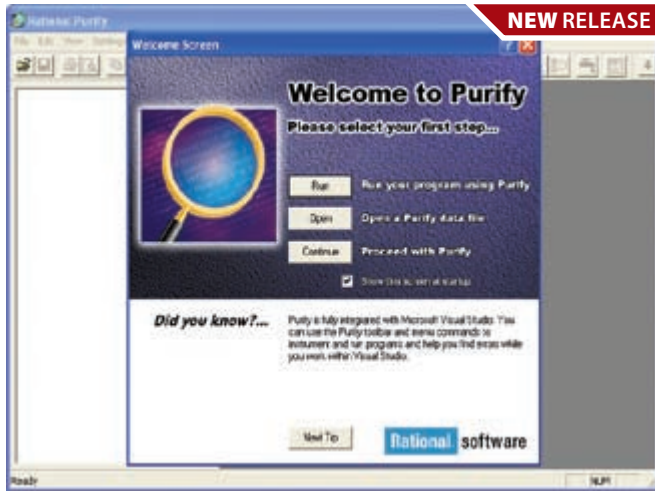 NEW RELEASE
Rational Purify
File Edit View Settings
Welcome Screen
Welcome to Purify
Please select your first step...
Run Run your program using Purify
Open Open a Purify data file
Continue Proceed with Purify
Show this screen at startup
Did you know?...
Purify is fully integrated with Microsoft Visual Studio. You
can use the Purify toolbar and menu commands to
instrument and run programs and help you find errors while
you work within Visual Studio.
Next Tip
Rational software
Ready
NUM